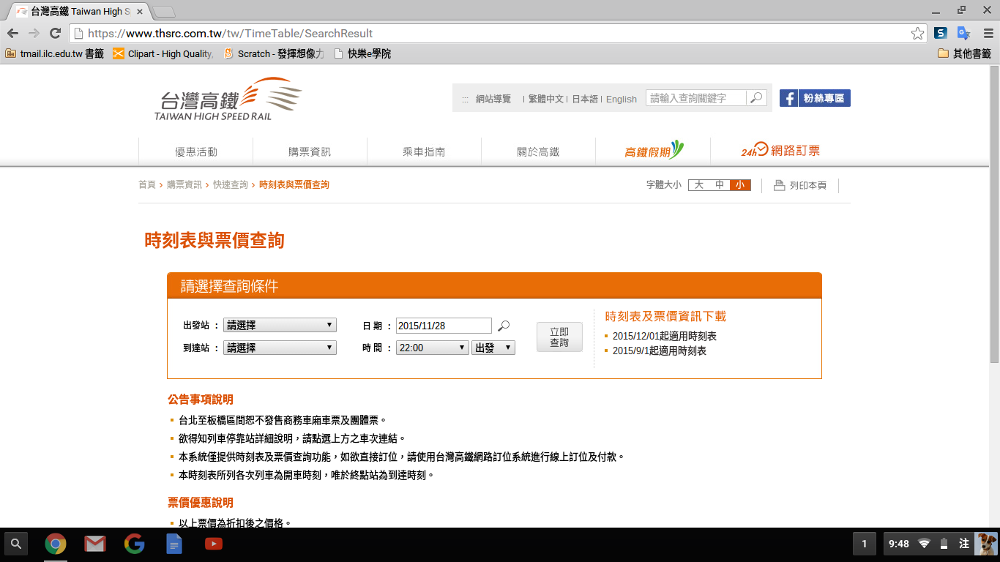 台灣高鐵 Taiwan High S
https://www.thsrc.com.tw/tw/TimeTable/SearchResult
tmail.ilc.edu.tw 書籤 Clipart - High Quality, Scratch - 發揮想像力 快樂e學院 其他書籤
台灣高鐵
TAIWAN HIGH SPEED RAIL
::: 網站導覽 | 繁體中文 | 日本語 | English 請輸入查詢關鍵字 f 粉絲專區
優惠活動 購票資訊 乘車指南 關於高鐵 高鐵假期 24h 網路訂票
首頁 › 購票資訊 › 快速查詢 › 時刻表與票價查詢 字體大小 大 中 小 列印本頁
時刻表與票價查詢
請選擇查詢條件
出發站 : 請選擇 日 期 : 2015/11/28
到達站 : 請選擇 時 間 : 22:00 出發
立即
查詢
時刻表及票價資訊下載
2015/12/01起適用時刻表
2015/9/1起適用時刻表
公告事項說明
台北至板橋區間恕不發售商務車廂車票及團體票。
欲得知列車停靠站詳細說明，請點選上方之車次連結。
本系統僅提供時刻表及票價查詢功能，如欲直接訂位，請使用台灣高鐵網路訂位系統進行線上訂位及付款。
本時刻表所列各次列車為開車時刻，唯於終點站為到達時刻。
票價優惠說明
以上票價為折扣後之價格。
1 9:48 注